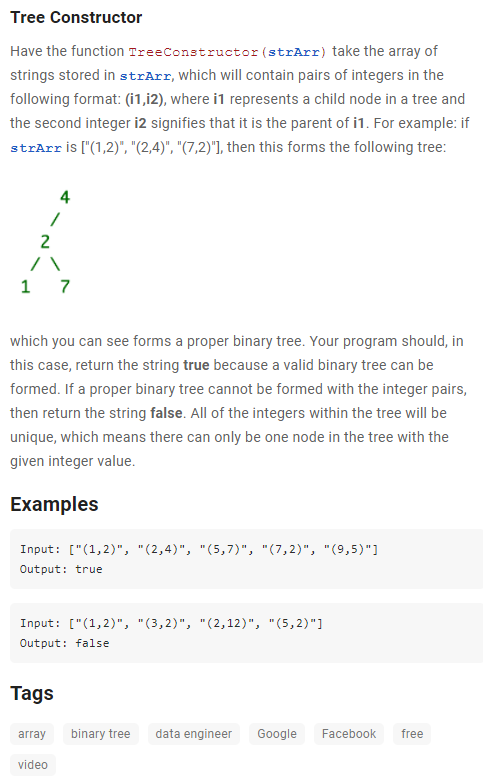 Tree Constructor
Have the function TreeConstructor(strArr) take the array of
strings stored in strArr, which will contain pairs of integers in the
following format: (i1,i2), where i1 represents a child node in a tree and
the second integer i2 signifies that it is the parent of i1. For example: if
strArr is ["(1,2)", "(2,4)", "(7,2)"], then this forms the following tree:
4
/
2
/ \
1 7
which you can see forms a proper binary tree. Your program should, in
this case, return the string true because a valid binary tree can be
formed. If a proper binary tree cannot be formed with the integer pairs,
then return the string false. All of the integers within the tree will be
unique, which means there can only be one node in the tree with the
given integer value.
Examples
Input: ["(1,2)", "(2,4)", "(5,7)", "(7,2)", "(9,5)"]
Output: true
Input: ["(1,2)", "(3,2)", "(2,12)", "(5,2)"]
Output: false
Tags
array binary tree data engineer Google Facebook free
video